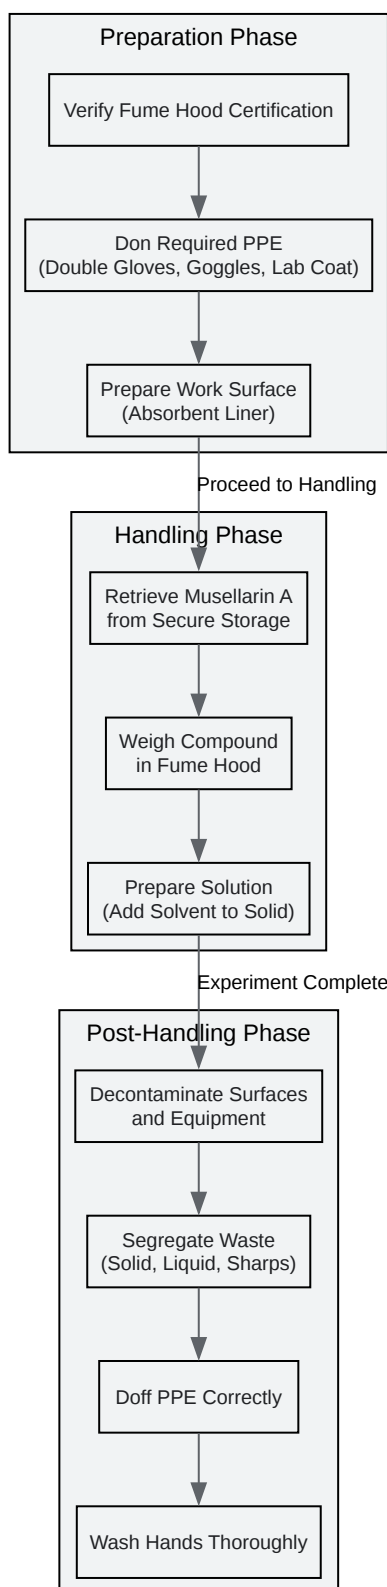 Preparation Phase
Verify Fume Hood Certification
Don Required PPE
(Double Gloves, Goggles, Lab Coat)
Prepare Work Surface
(Absorbent Liner)
Proceed to Handling
Handling Phase
Retrieve Musellarin A
from Secure Storage
Weigh Compound
in Fume Hood
Prepare Solution
(Add Solvent to Solid)
Experiment Complete
Post-Handling Phase
Decontaminate Surfaces
and Equipment
Segregate Waste
(Solid, Liquid, Sharps)
Doff PPE Correctly
Wash Hands Thoroughly